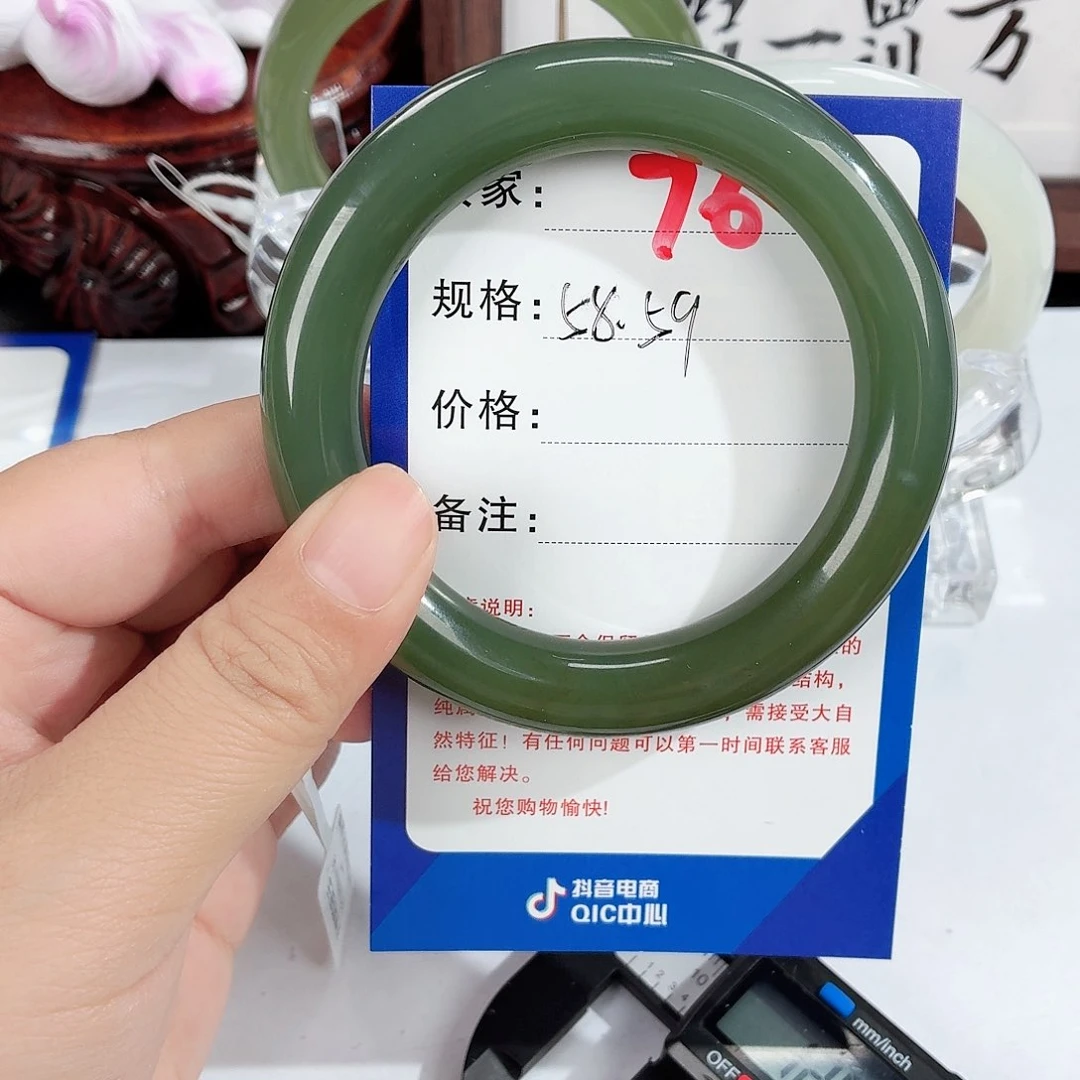 家： 76
规格：58.59
价格：
备注：
说明：
的
结构，
纯属 ，需接受大自
然特征！有任何问题可以第一时间联系客服
给您解决。
祝您购物愉快!
抖音电商
QIC中心
mm/inch
OFF